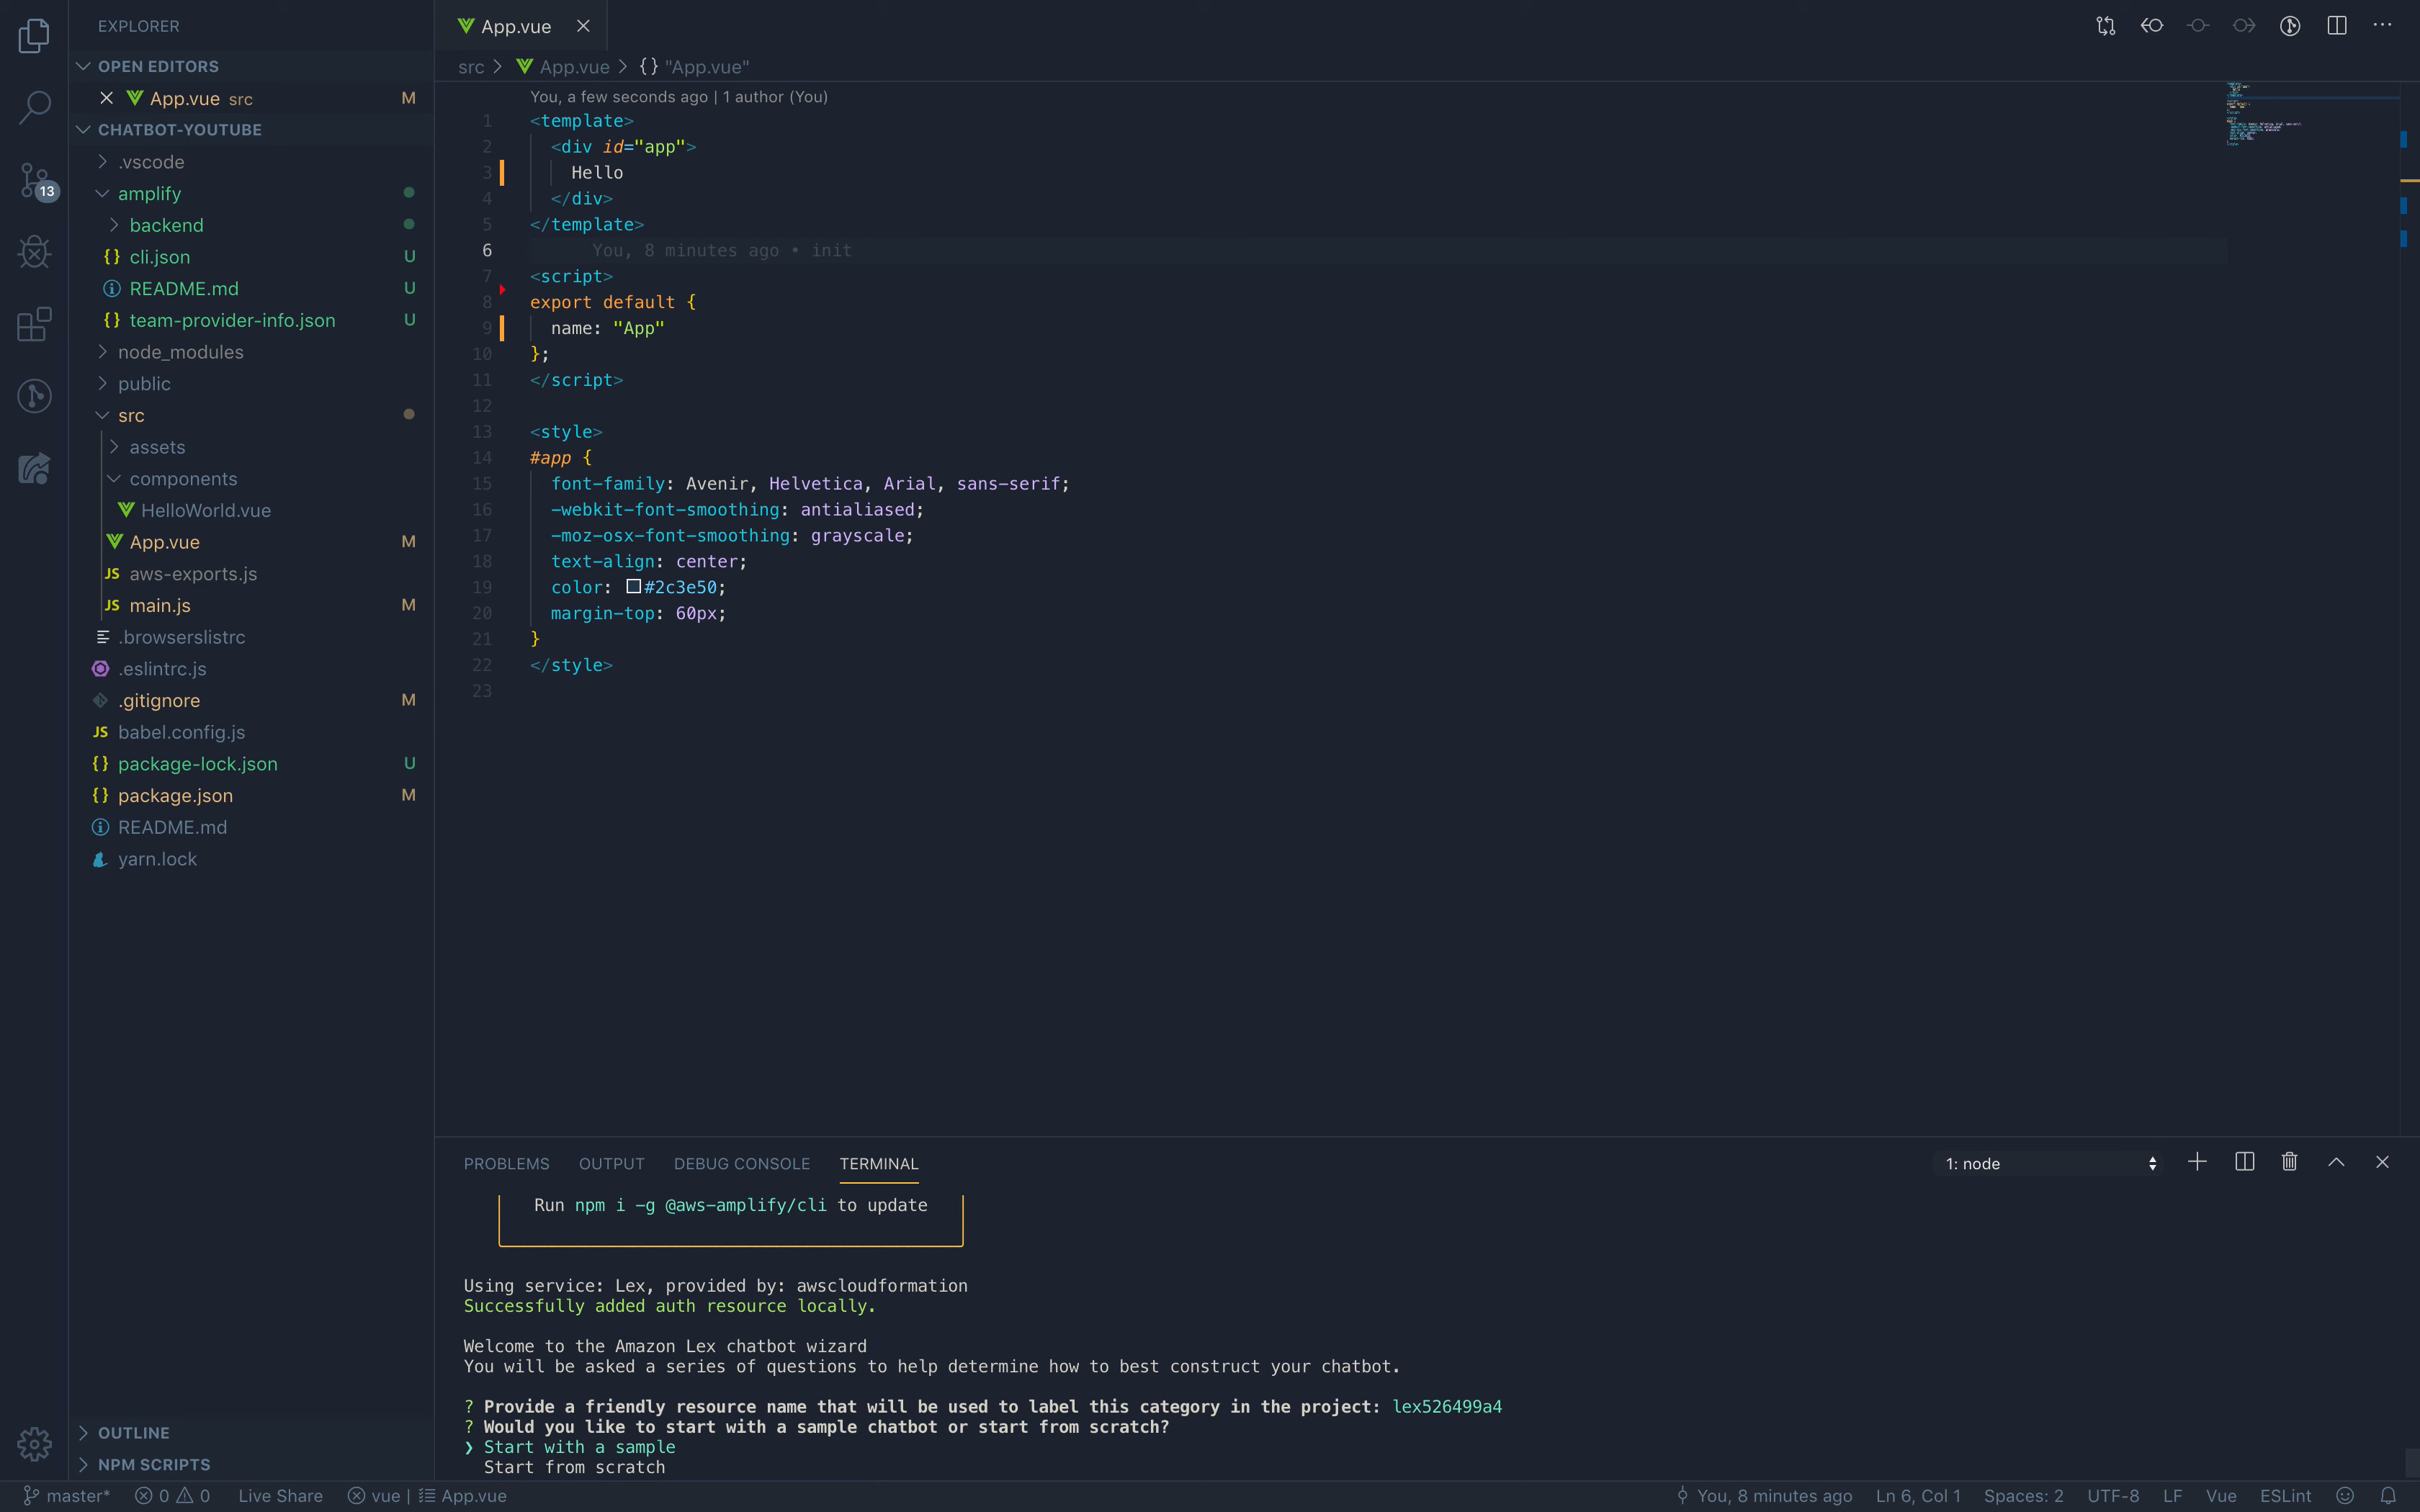 EXPLORER
OPEN EDITORS
App.vue src M
CHATBOT-YOUTUBE
.vscode
amplify
backend
cli.json U
README.md U
team-provider-info.json U
node_modules
public
src
assets
components
HelloWorld.vue
App.vue M
JS aws-exports.js
JS main.js M
.browserslistrc
.eslintrc.js
.gitignore M
JS babel.config.js
{} package-lock.json U
{} package.json M
README.md
yarn.lock
OUTLINE
NPM SCRIPTS
13
App.vue
src > App.vue > {} "App.vue"
You, a few seconds ago | 1 author (You)
1 <template>
2 <div id="app">
3 Hello
4 </div>
5 </template>
6 You, 8 minutes ago • init
7 <script>
8 export default {
9 name: "App"
10 };
11 </script>
12
13 <style>
14 #app {
15 font-family: Avenir, Helvetica, Arial, sans-serif;
16 -webkit-font-smoothing: antialiased;
17 -moz-osx-font-smoothing: grayscale;
18 text-align: center;
19 color: #2c3e50;
20 margin-top: 60px;
21 }
22 </style>
23
PROBLEMS OUTPUT DEBUG CONSOLE TERMINAL 1: node
Run npm i -g @aws-amplify/cli to update
Using service: Lex, provided by: awscloudformation
Successfully added auth resource locally.
Welcome to the Amazon Lex chatbot wizard
You will be asked a series of questions to help determine how to best construct your chatbot.
? Provide a friendly resource name that will be used to label this category in the project: lex526499a4
? Would you like to start with a sample chatbot or start from scratch?
❯ Start with a sample
Start from scratch
master* 0 0 Live Share vue | App.vue You, 8 minutes ago Ln 6, Col 1 Spaces: 2 UTF-8 LF Vue ESLint